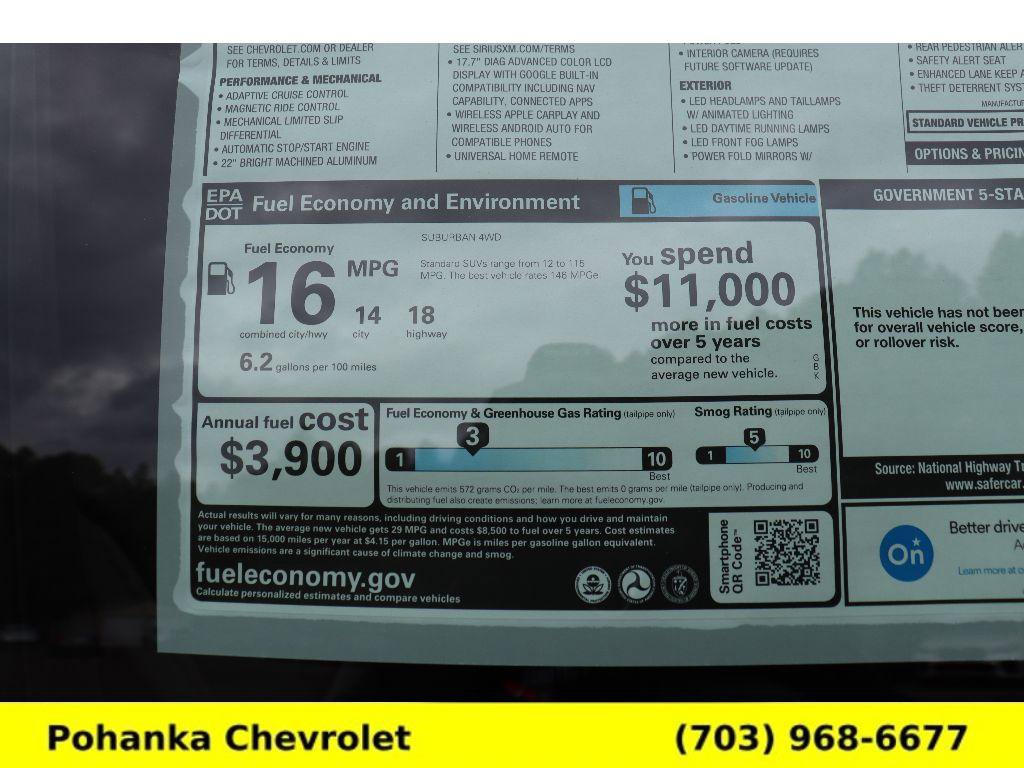 SEE CHEVROLET.COM OR DEALER
FOR TERMS, DETAILS & LIMITS
PERFORMANCE & MECHANICAL
• ADAPTIVE CRUISE CONTROL
• MAGNETIC RIDE CONTROL
• MECHANICAL LIMITED SLIP
DIFFERENTIAL
• AUTOMATIC STOP/START ENGINE
• 22" BRIGHT MACHINED ALUMINUM
SEE SIRIUSXM.COM/TERMS
• 17.7" DIAG ADVANCED COLOR LCD
DISPLAY WITH GOOGLE BUILT-IN
COMPATIBILITY INCLUDING NAV
CAPABILITY, CONNECTED APPS
• WIRELESS APPLE CARPLAY AND
WIRELESS ANDROID AUTO FOR
COMPATIBLE PHONES
• UNIVERSAL HOME REMOTE
• INTERIOR CAMERA (REQUIRES
FUTURE SOFTWARE UPDATE)
EXTERIOR
• LED HEADLAMPS AND TAILLAMPS
W/ ANIMATED LIGHTING
• LED DAYTIME RUNNING LAMPS
• LED FRONT FOG LAMPS
• POWER FOLD MIRRORS W/
• REAR PEDESTRIAN ALER
• SAFETY ALERT SEAT
• ENHANCED LANE KEEP A
• THEFT DETERRENT SYS
MANUFACTU
STANDARD VEHICLE PR
OPTIONS & PRICIN
EPA
DOT
Fuel Economy and Environment
Gasoline Vehicle
Fuel Economy
SUBURBAN 4WD
16 MPG
Standard SUVs range from 12 to 115
MPG. The best vehicle rates 146 MPGe.
combined city/hwy
14
city
18
highway
6.2 gallons per 100 miles
You spend
$11,000
more in fuel costs
over 5 years
compared to the
average new vehicle.
G
B
K
Annual fuel cost
$3,900
Fuel Economy & Greenhouse Gas Rating (tailpipe only)
3
1
10
Best
Smog Rating (tailpipe only)
5
1
10
Best
This vehicle emits 572 grams CO₂ per mile. The best emits 0 grams per mile (tailpipe only). Producing and
distributing fuel also create emissions; learn more at fueleconomy.gov.
Actual results will vary for many reasons, including driving conditions and how you drive and maintain
your vehicle. The average new vehicle gets 29 MPG and costs $8,500 to fuel over 5 years. Cost estimates
are based on 15,000 miles per year at $4.15 per gallon. MPGe is miles per gasoline gallon equivalent.
Vehicle emissions are a significant cause of climate change and smog.
fueleconomy.gov
Calculate personalized estimates and compare vehicles
Smartphone
QR Code™
GOVERNMENT 5-STA
This vehicle has not been
for overall vehicle score,
or rollover risk.
Source: National Highway Tr
www.safercar.
On
Better drive
Learn more at o
Pohanka Chevrolet
(703) 968-6677